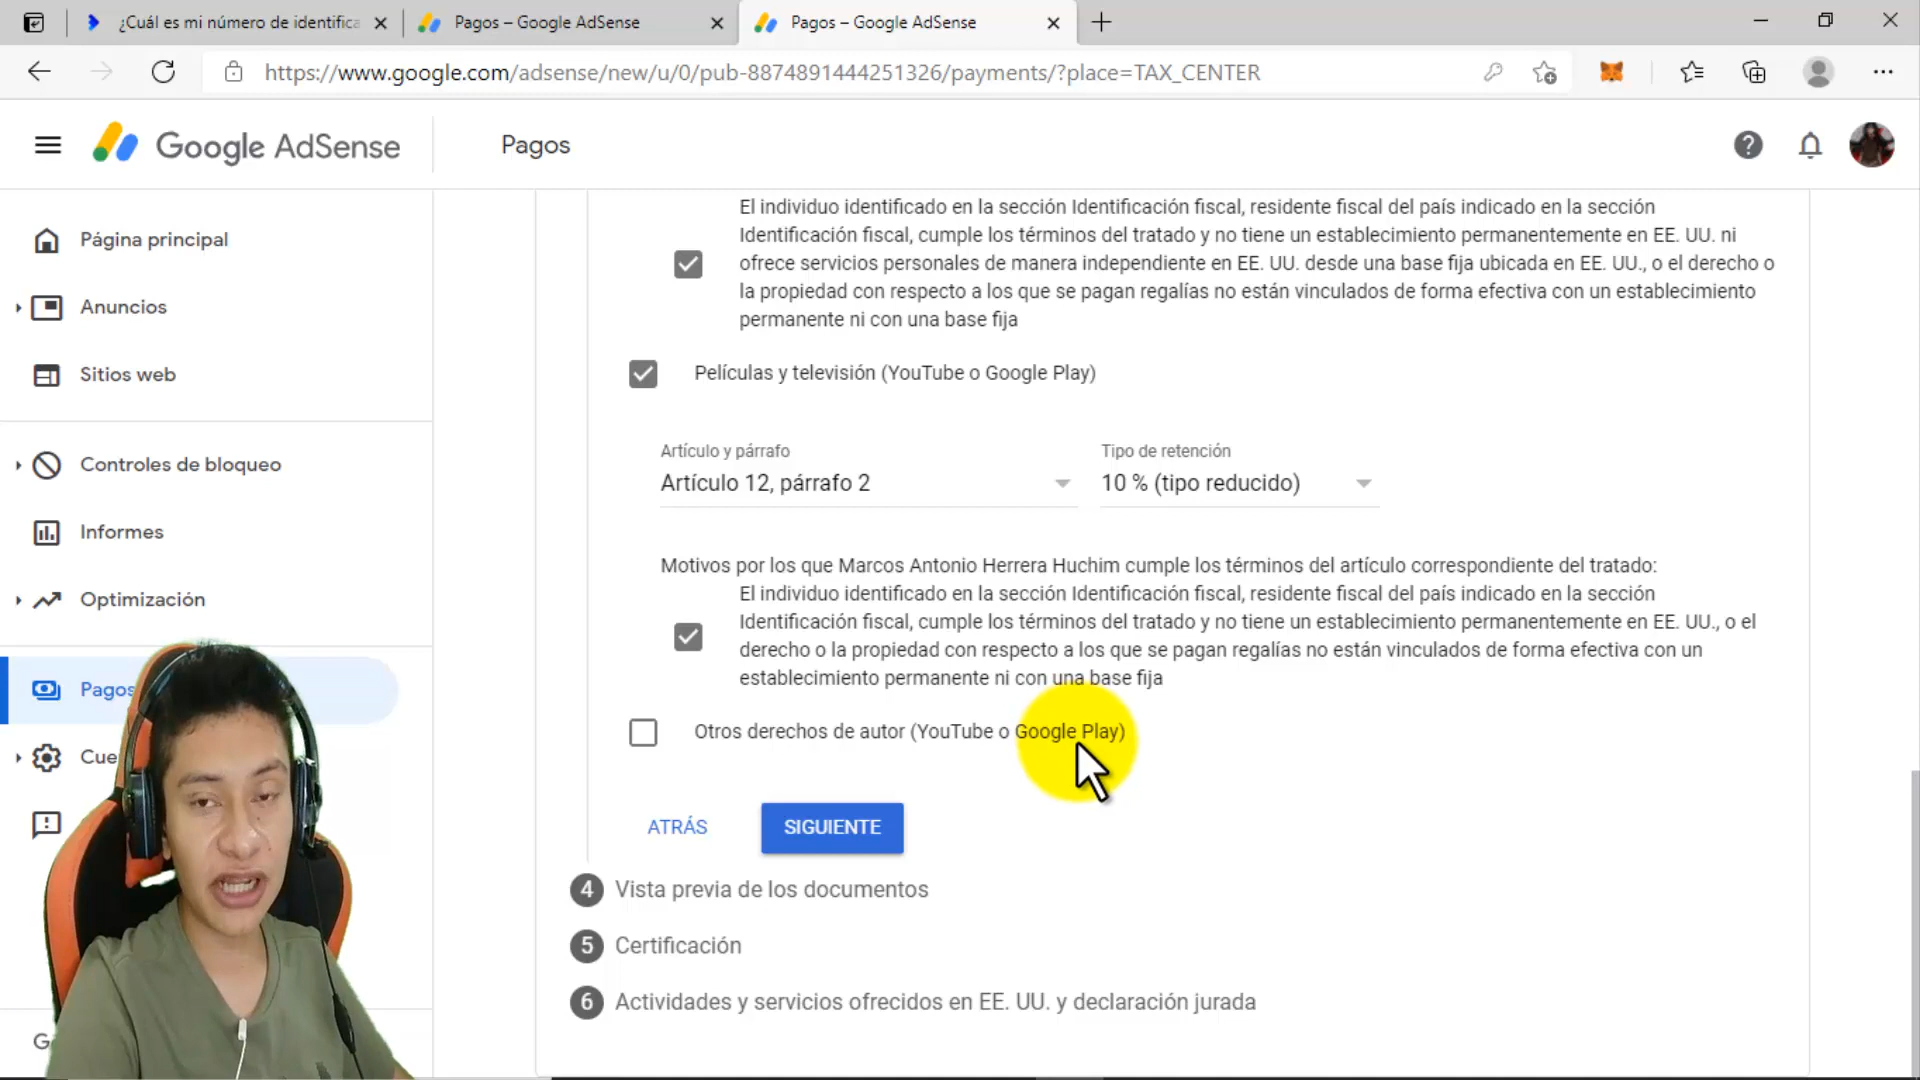 ¿Cuál es mi número de identifica
Pagos – Google AdSense
Pagos – Google AdSense
https://www.google.com/adsense/new/u/0/pub-8874891444251326/payments/?place=TAX_CENTER
Google AdSense
Pagos
Página principal
Anuncios
Sitios web
Controles de bloqueo
Informes
Optimización
Pagos
Cue
G
El individuo identificado en la sección Identificación fiscal, residente fiscal del país indicado en la sección
Identificación fiscal, cumple los términos del tratado y no tiene un establecimiento permanentemente en EE. UU. ni
ofrece servicios personales de manera independiente en EE. UU. desde una base fija ubicada en EE. UU., o el derecho o
la propiedad con respecto a los que se pagan regalías no están vinculados de forma efectiva con un establecimiento
permanente ni con una base fija
Películas y televisión (YouTube o Google Play)
Artículo y párrafo
Artículo 12, párrafo 2
Tipo de retención
10 % (tipo reducido)
Motivos por los que Marcos Antonio Herrera Huchim cumple los términos del artículo correspondiente del tratado:
El individuo identificado en la sección Identificación fiscal, residente fiscal del país indicado en la sección
Identificación fiscal, cumple los términos del tratado y no tiene un establecimiento permanentemente en EE. UU., o el
derecho o la propiedad con respecto a los que se pagan regalías no están vinculados de forma efectiva con un
establecimiento permanente ni con una base fija
Otros derechos de autor (YouTube o Google Play)
ATRÁS
SIGUIENTE
4 Vista previa de los documentos
5 Certificación
6 Actividades y servicios ofrecidos en EE. UU. y declaración jurada